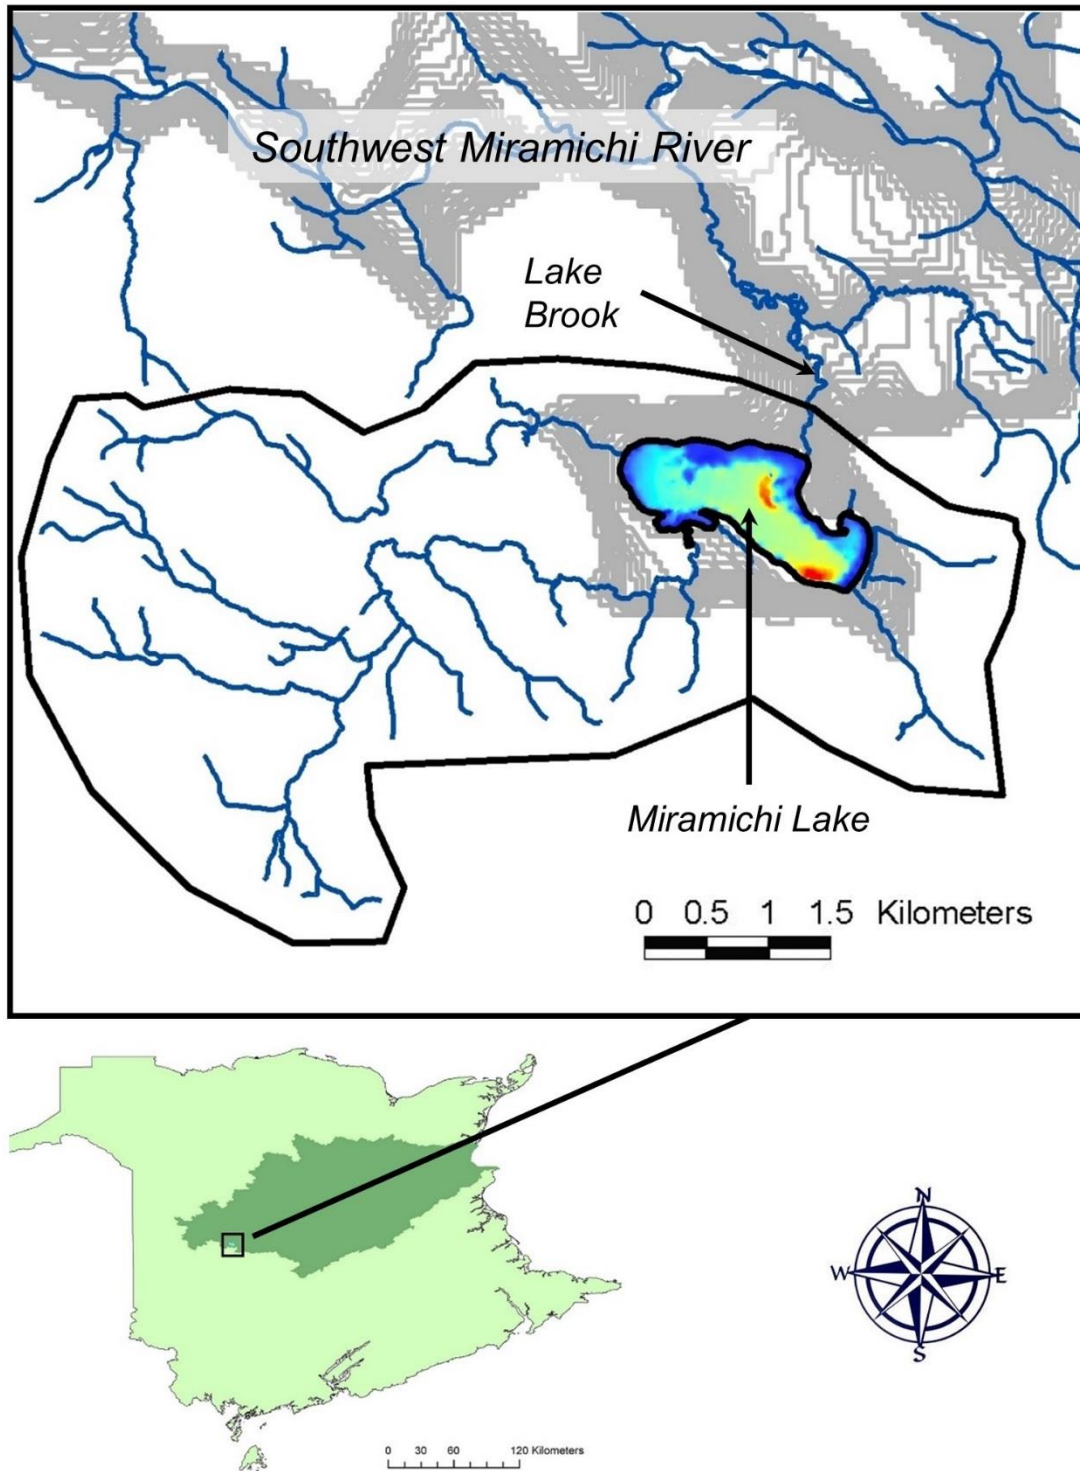 Southwest Miramichi River
Lake
Brook
Miramichi Lake
0 0.5 1 1.5 Kilometers
N
W E
S
0 30 60 120 Kilometers